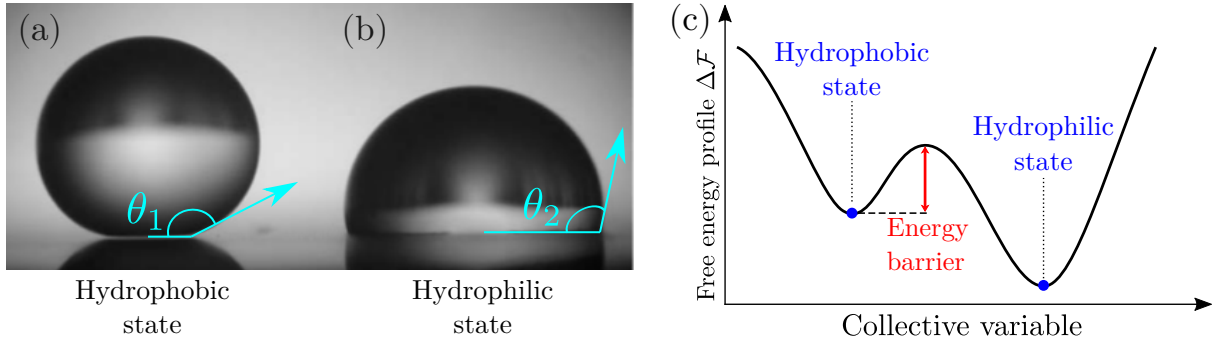 (a)
θ₁
Hydrophobic
state
(b)
θ₂
Hydrophilic
state
(c)
Free energy profile Δℱ
Hydrophobic
state
Hydrophilic
state
Energy
barrier
Collective variable